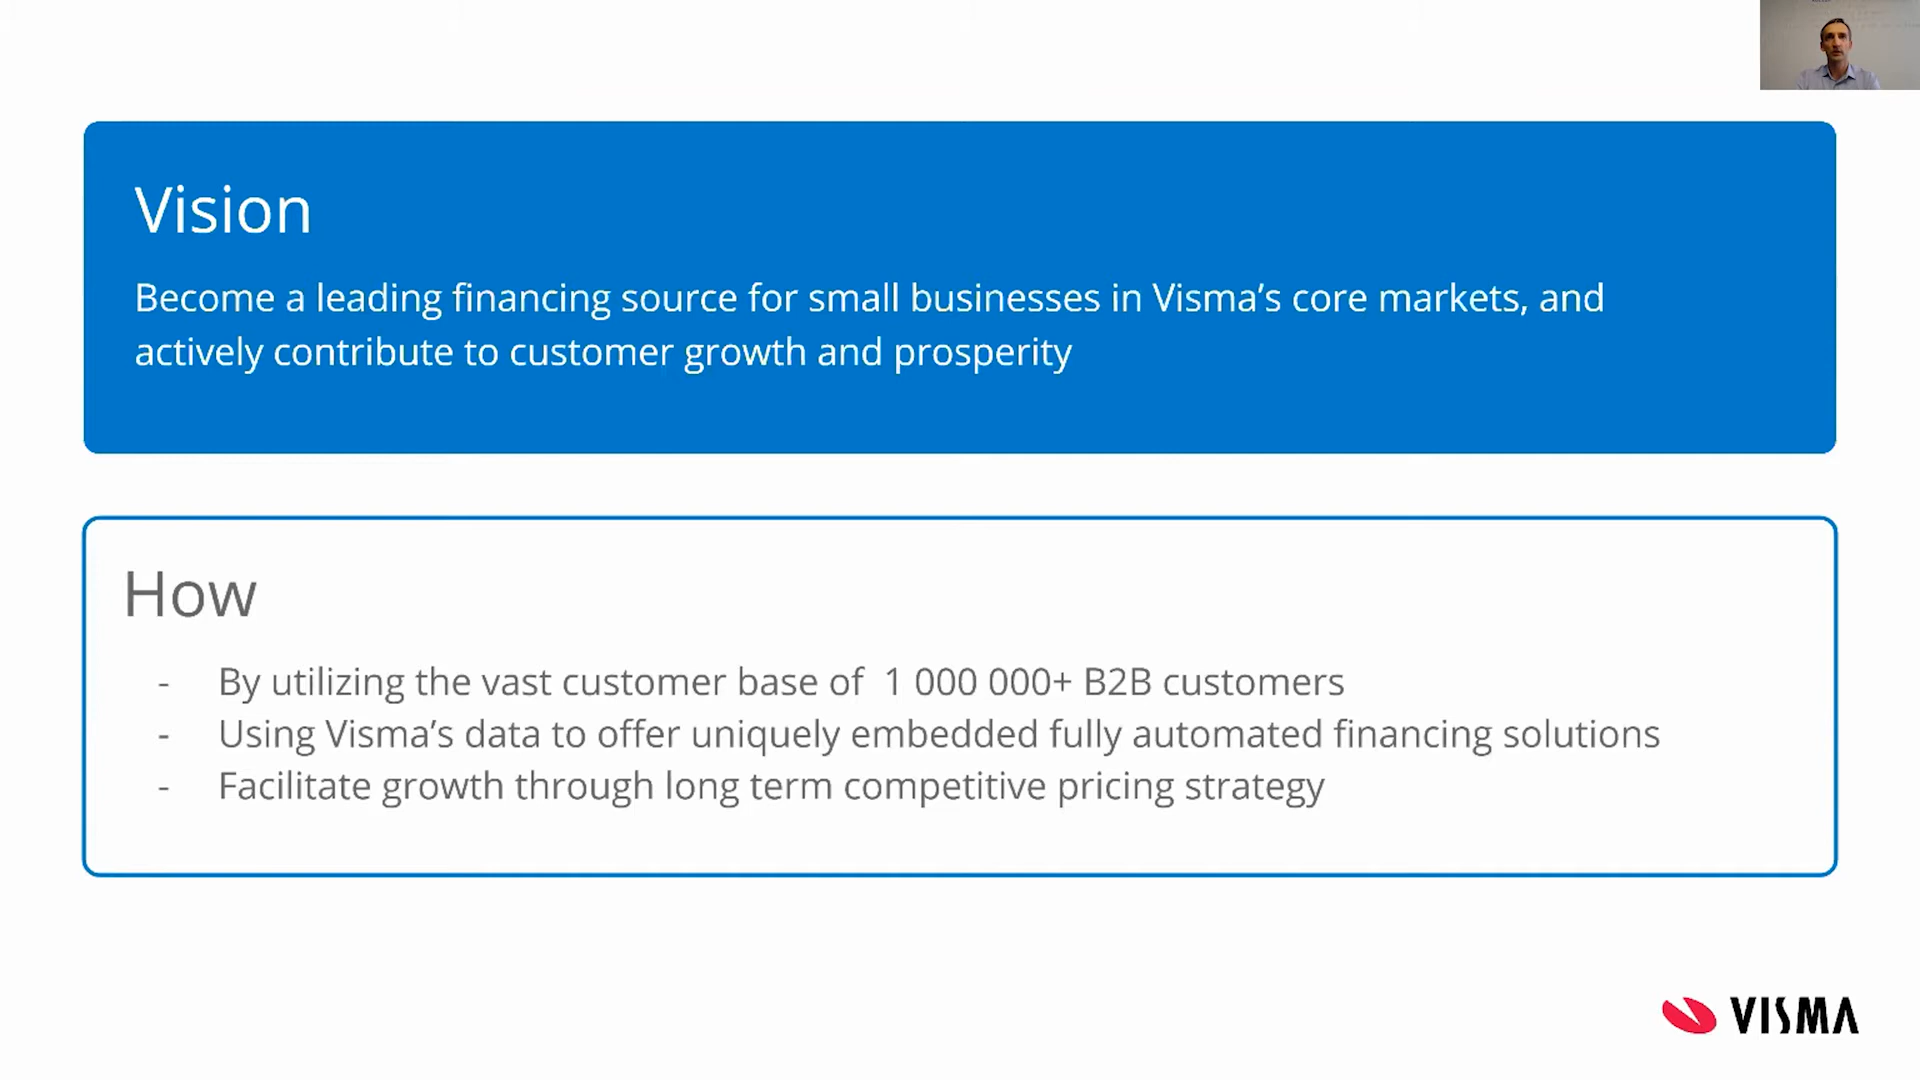 Vision
Become a leading financing source for small businesses in Visma’s core markets, and
actively contribute to customer growth and prosperity
How
- By utilizing the vast customer base of 1 000 000+ B2B customers
- Using Visma’s data to offer uniquely embedded fully automated financing solutions
- Facilitate growth through long term competitive pricing strategy
VISMA